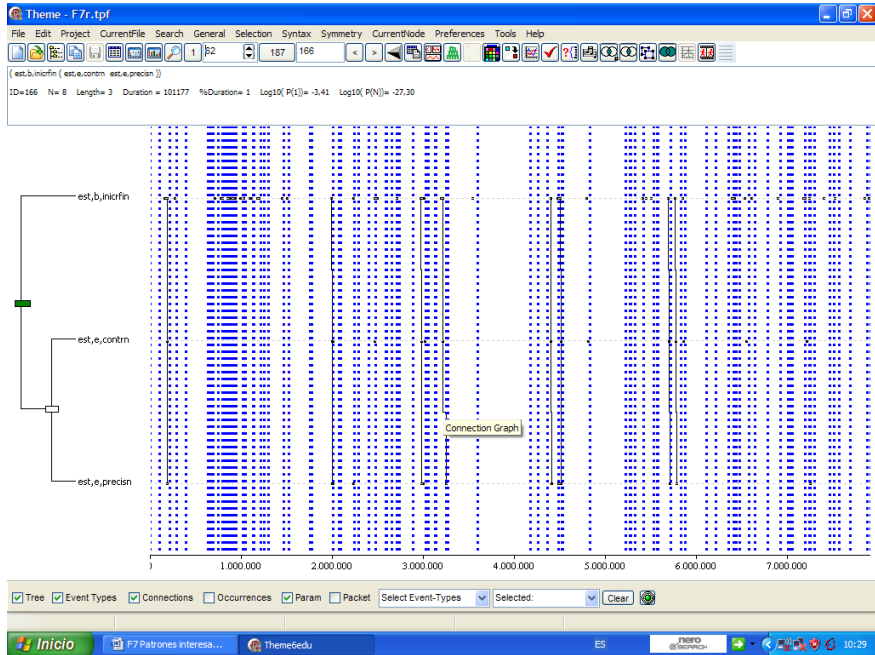 Theme - F7r.tpf
File Edit Project CurrentFile Search General Selection Syntax Symmetry CurrentNode Preferences Tools Help
1 82 187 166 < >
( est,b,inicrfin ( est,e,contrn est,e,precisn ))
ID=166 N= 8 Length= 3 Duration = 101177 %Duration= 1 Log10( P(1))= -3,41 Log10( P(N))= -27,30
est,b,inicrfin
est,e,contrn
Connection Graph
est,e,precisn
1.000.000 2.000.000 3.000.000 4.000.000 5.000.000 6.000.000 7.000.000
Tree Event Types Connections Occurrences Param Packet Select Event-Types Selected: Clear
Inicio F7 Patrones interesa... Theme6edu ES nero SEARCH 10:29